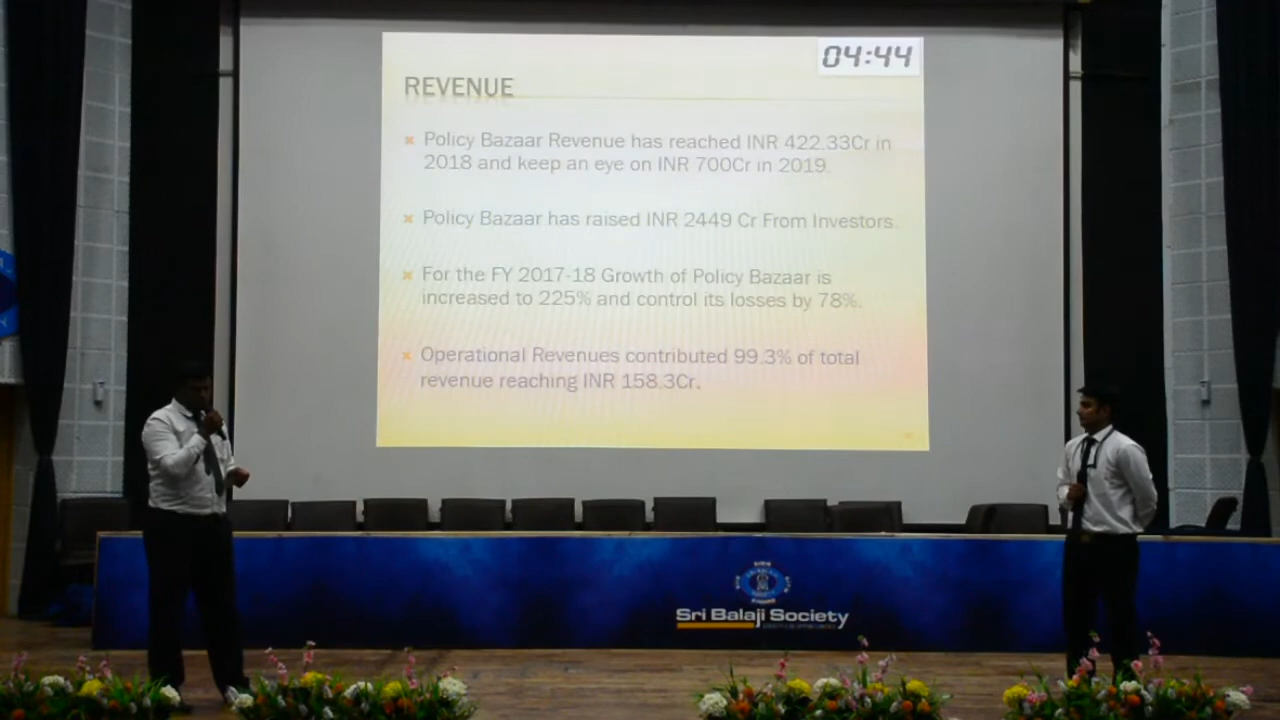 04:44
REVENUE
Policy Bazaar Revenue has reached INR 422.33Cr in
2018 and keep an eye on INR 700Cr in 2019.
Policy Bazaar has raised INR 2449 Cr From Investors.
For the FY 2017-18 Growth of Policy Bazaar is
increased to 225% and control its losses by 78%.
Operational Revenues contributed 99.3% of total
revenue reaching INR 158.3Cr.
Sri Balaji Society